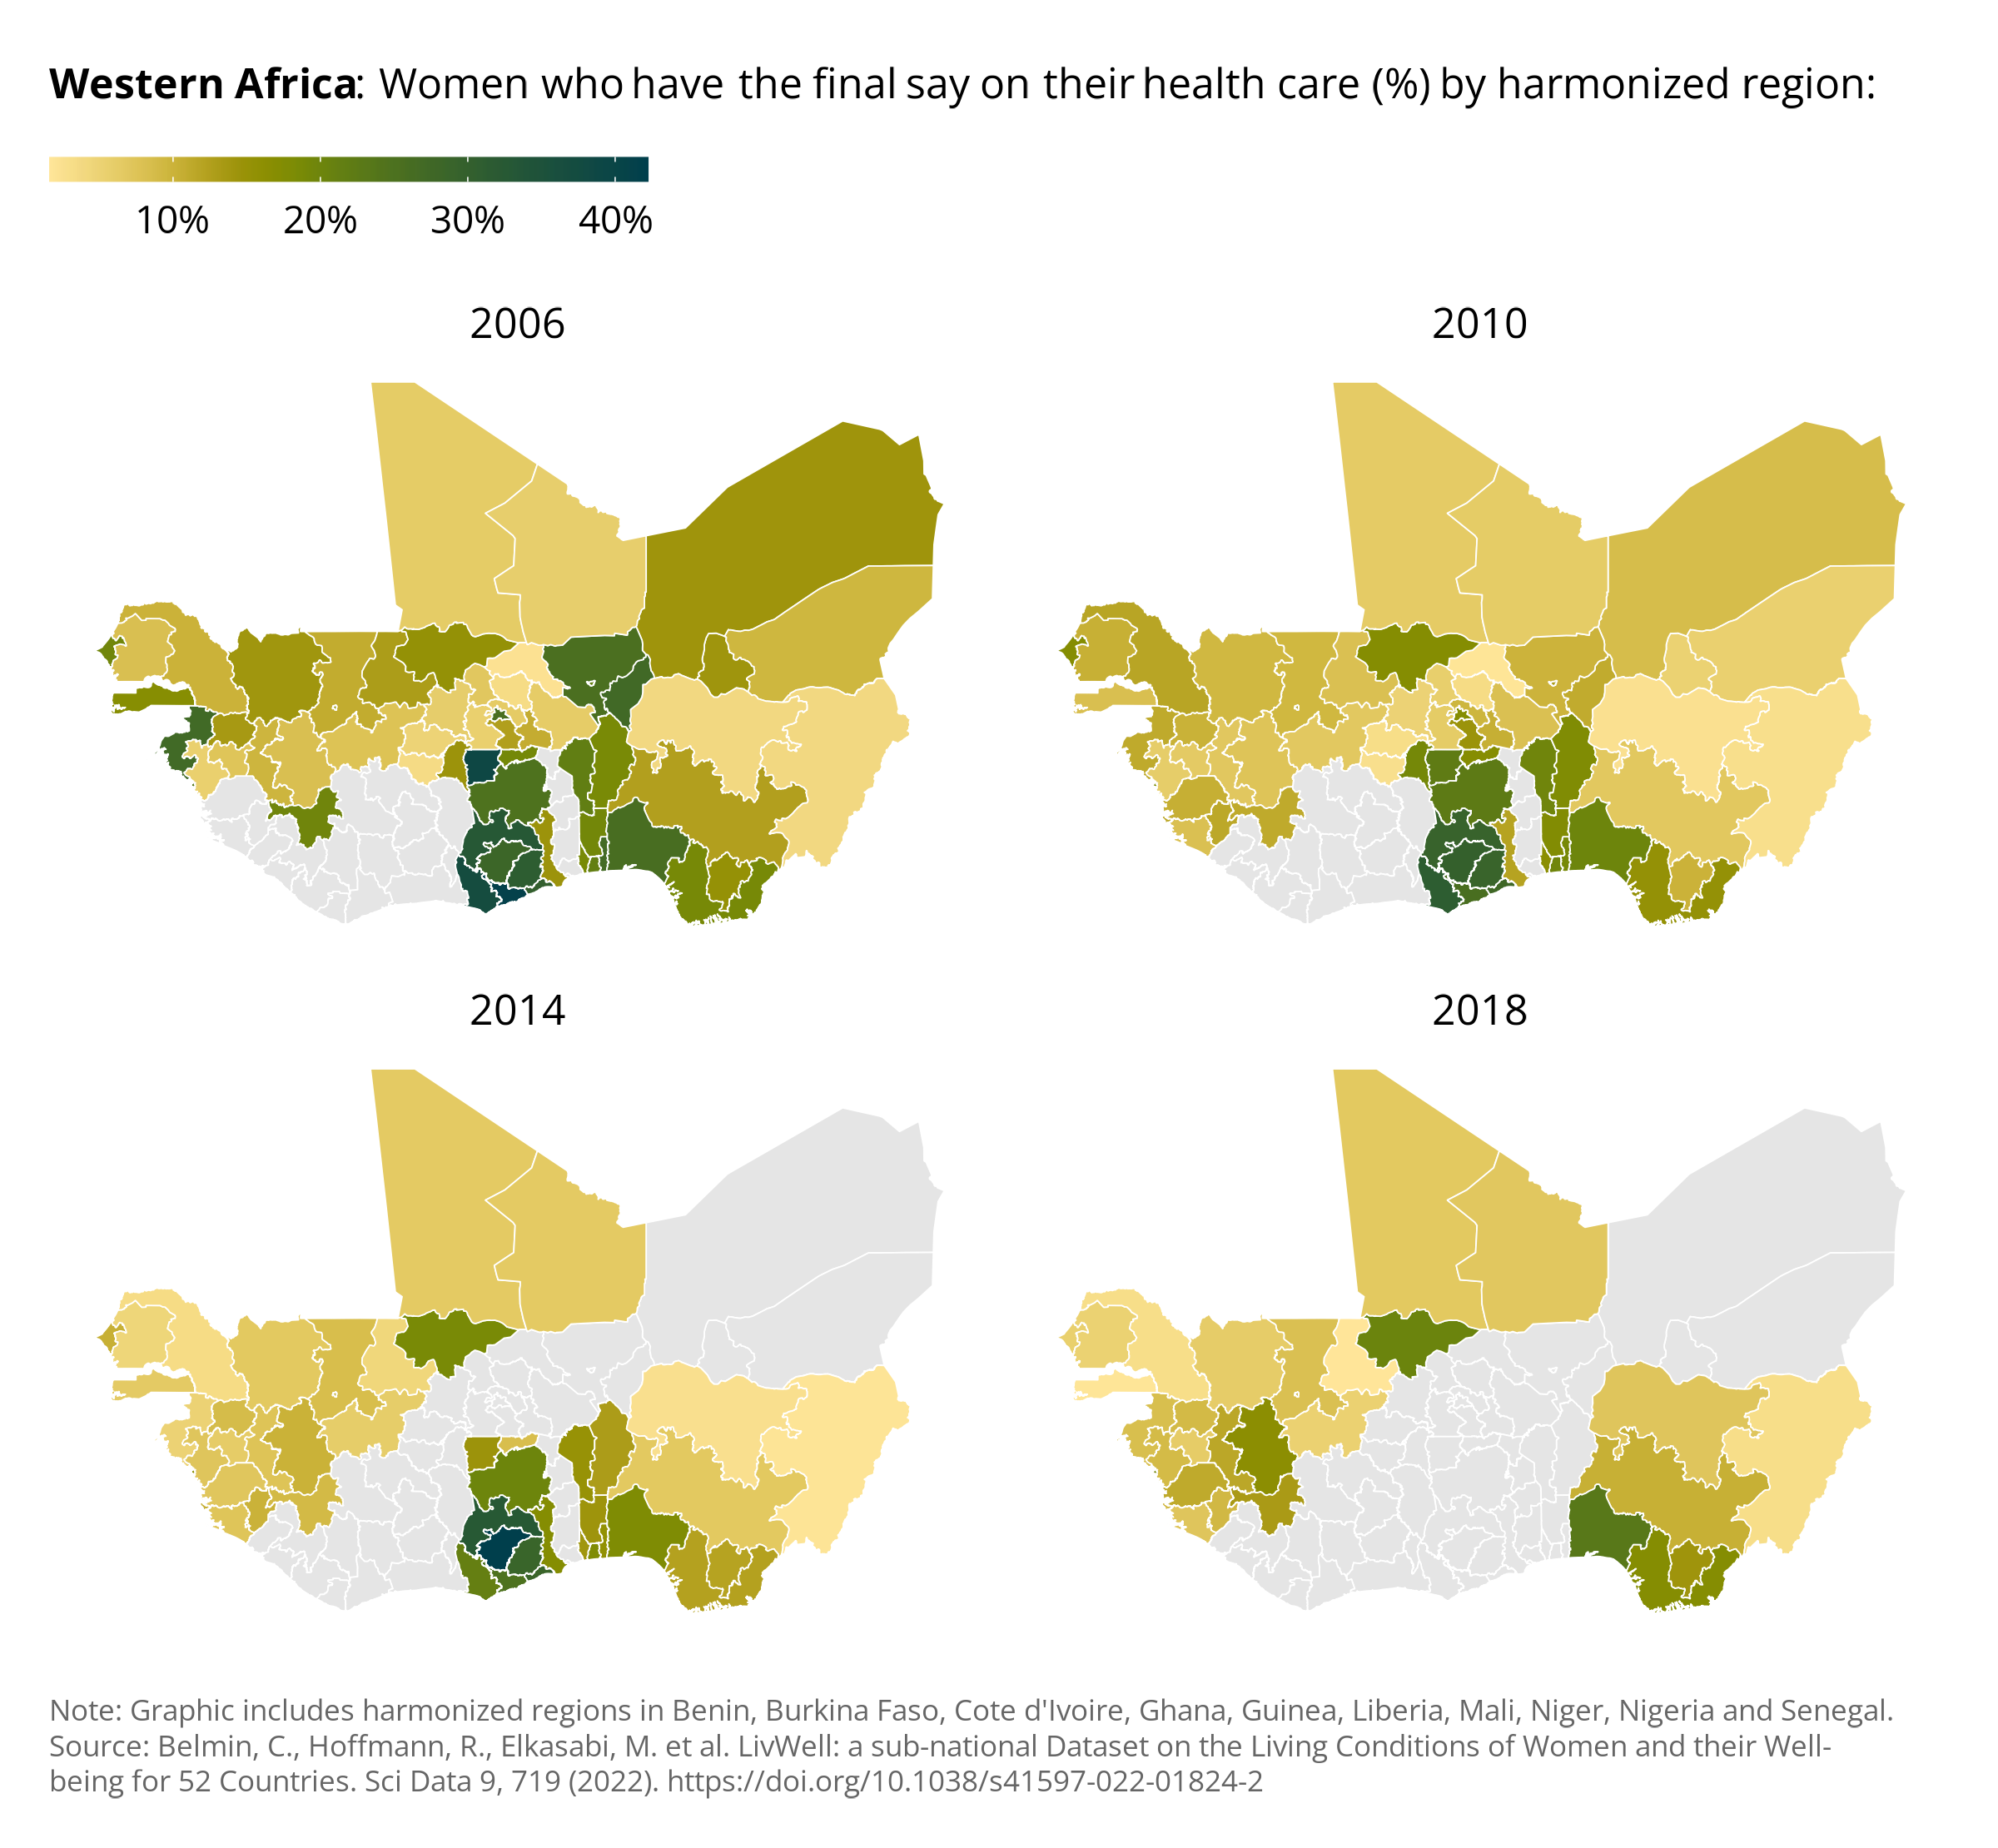 Western Africa: Women who have the final say on their health care (%) by harmonized region:
10% 20% 30% 40%
2006 2010
2014 2018
Note: Graphic includes harmonized regions in Benin, Burkina Faso, Cote d'Ivoire, Ghana, Guinea, Liberia, Mali, Niger, Nigeria and Senegal.
Source: Belmin, C., Hoffmann, R., Elkasabi, M. et al. LivWell: a sub-national Dataset on the Living Conditions of Women and their Well-
being for 52 Countries. Sci Data 9, 719 (2022). https://doi.org/10.1038/s41597-022-01824-2